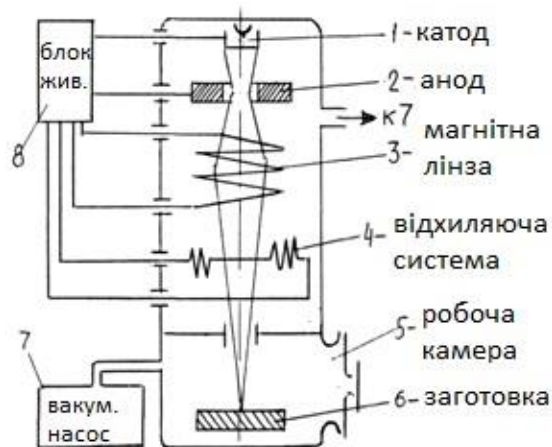 блок
жив.
8
1-катод
2-анод
к7
магнітна
3-
лінза
4-
відхиляюча
система
5-
робоча
камера
6-заготовка
7
вакум.
насос